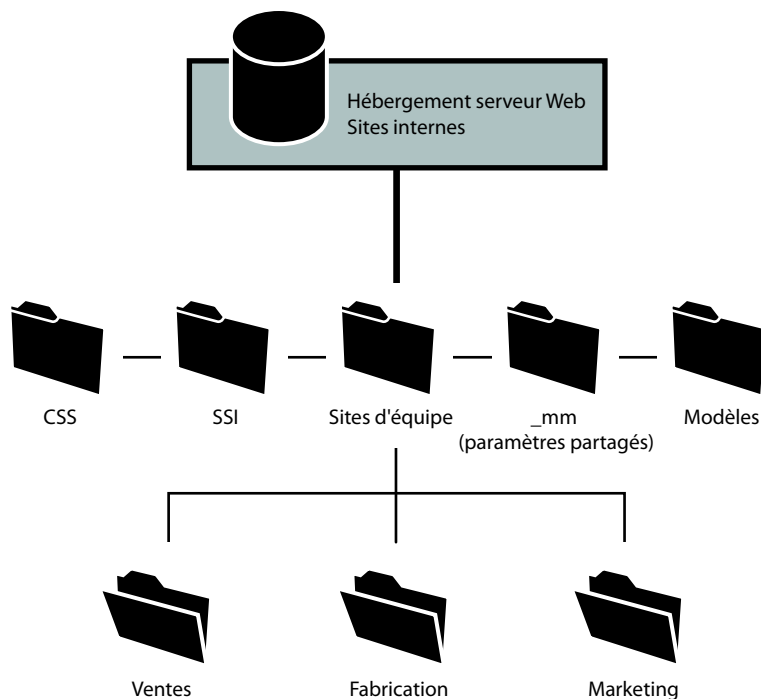 Hébergement serveur Web
Sites internes
CSS
SSI
Sites d'équipe
_mm
(paramètres partagés)
Modèles
Ventes
Fabrication
Marketing